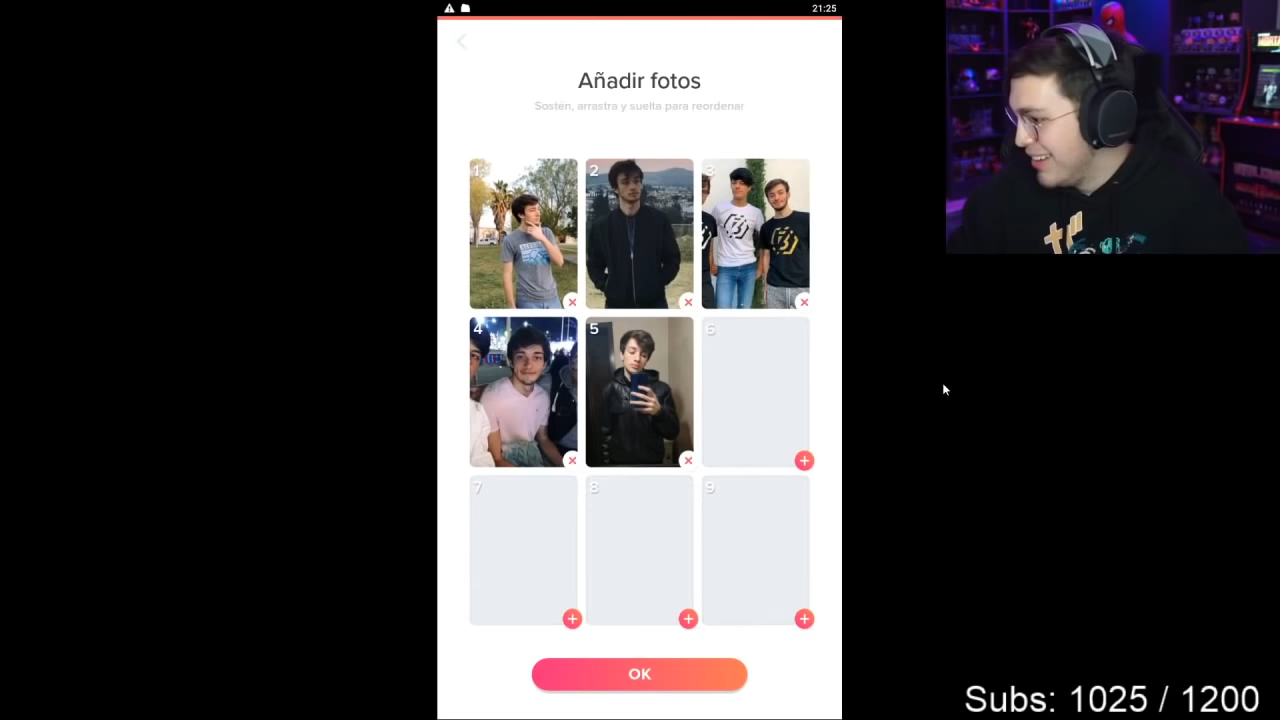 21:25
Añadir fotos
Sostén, arrastra y suelta para reordenar
1
2
3
4
5
6
7
8
9
OK
Subs: 1025 / 1200